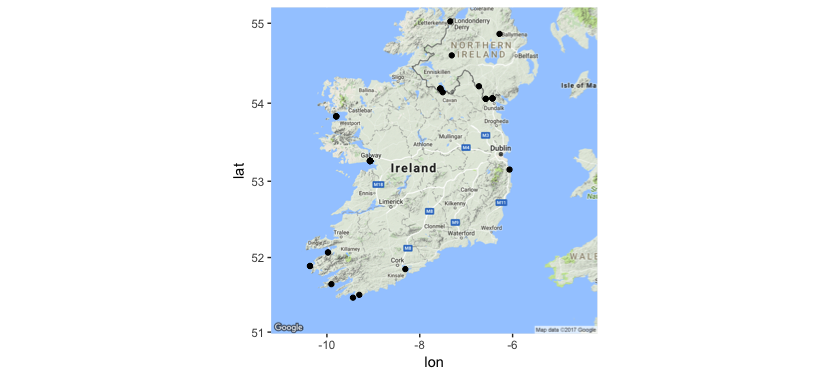 Coleraine
55
Letterkenny
Londonderry
Derry
Ballymena
NORTHERN
IRELAND
Belfast
Enniskillen
Sligo
Isle of Ma
Ballina
54
Cavan
Dundalk
Castlebar
Westport
Drogheda
Mullingar
M3
Athlone
M4
Dublin
Galway
Ireland
lat
53
M18
Ennis
Carlow
Limerick
Kilkenny
M11
M8
M9
Clonmel
Wexford
Tralee
Waterford
Dingle
Killarney
M8
52
Cork
WALE
Kinsale
51
Google
Map data ©2017 Google
-10
-8
-6
lon